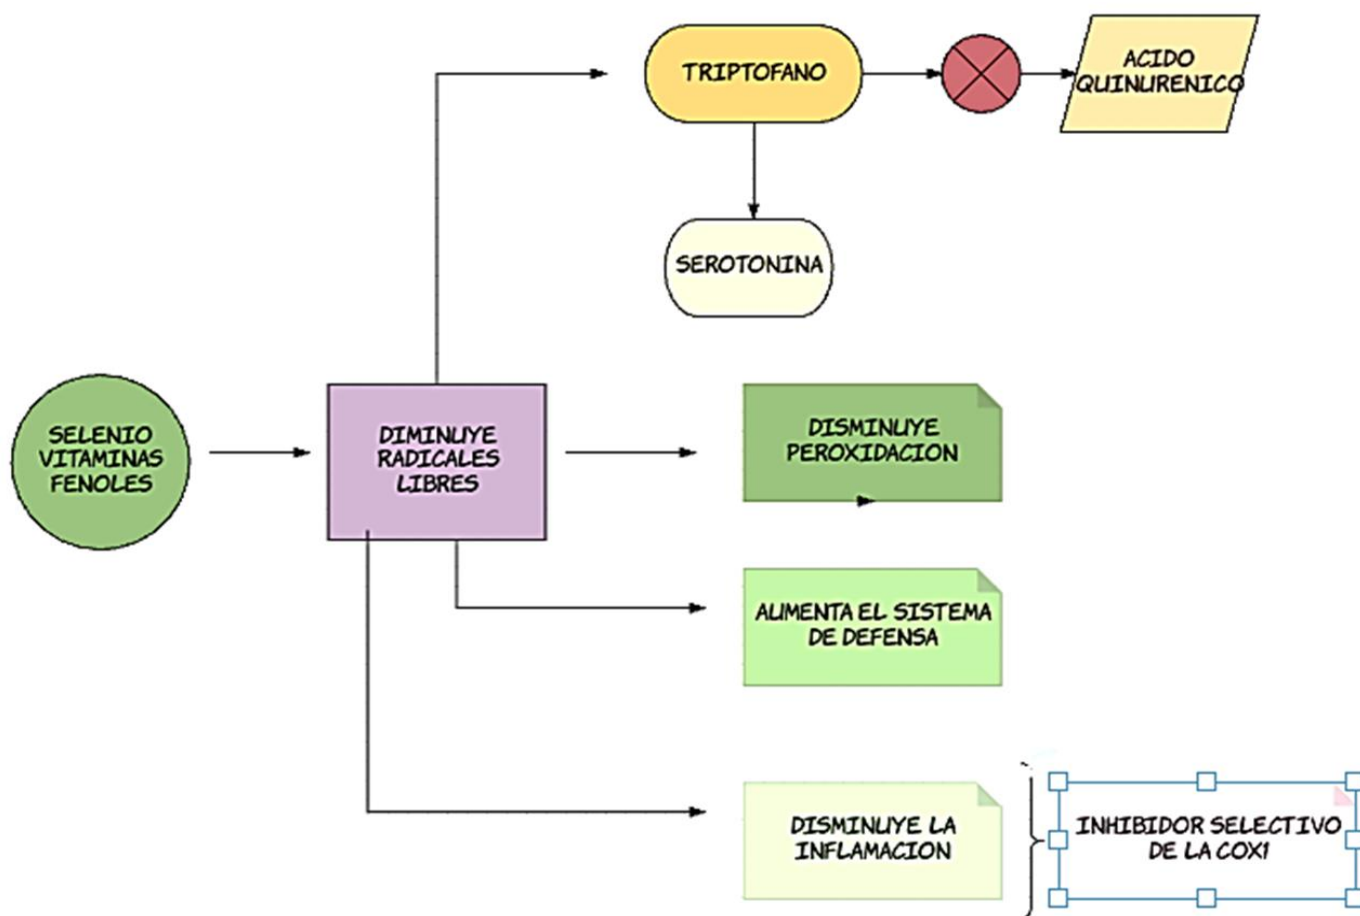 TRIPTOFANO
ACIDO
QUINURENICO
SEROTONINA
SELENIO
VITAMINAS
FENOLES
DIMINUYE
RADICALES
LIBRES
DISMINUYE
PEROXIDACION
AUMENTA EL SISTEMA
DE DEFENSA
DISMINUYE LA
INFLAMACION
INHIBIDOR SELECTIVO
DE LA COX1